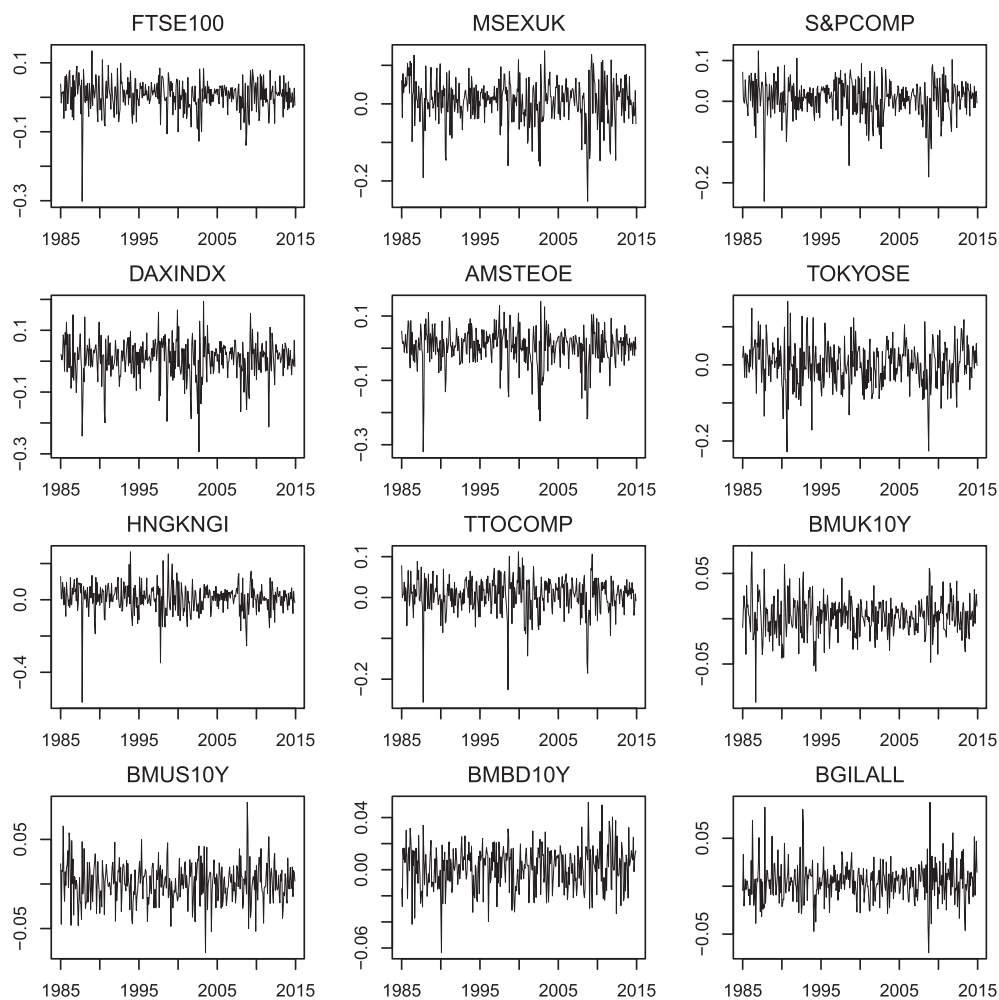 FTSE100 MSEXUK S&PCOMP
0.1 −0.1 −0.3 0.0 −0.2 0.1 0.0 −0.2
1985 1995 2005 2015 1985 1995 2005 2015 1985 1995 2005 2015
DAXINDX AMSTEOE TOKYOSE
0.1 −0.1 −0.3 0.1 −0.1 −0.3 0.0 −0.2
1985 1995 2005 2015 1985 1995 2005 2015 1985 1995 2005 2015
HNGKNGI TTOCOMP BMUK10Y
0.0 −0.4 0.1 0.0 −0.2 0.05 −0.05
1985 1995 2005 2015 1985 1995 2005 2015 1985 1995 2005 2015
BMUS10Y BMBD10Y BGILALL
0.05 −0.05 0.04 0.00 −0.06 0.05 −0.05
1985 1995 2005 2015 1985 1995 2005 2015 1985 1995 2005 2015